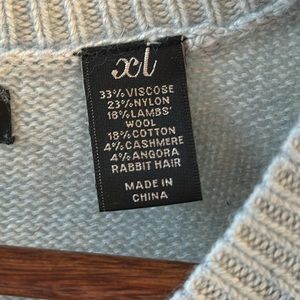 xl
33%VISCOSE
23%NYLON
18%LAMBS'
WOOL
18%COTTON
4%CASHMERE
4%ANGORA
RABBIT HAIR
MADE IN
CHINA